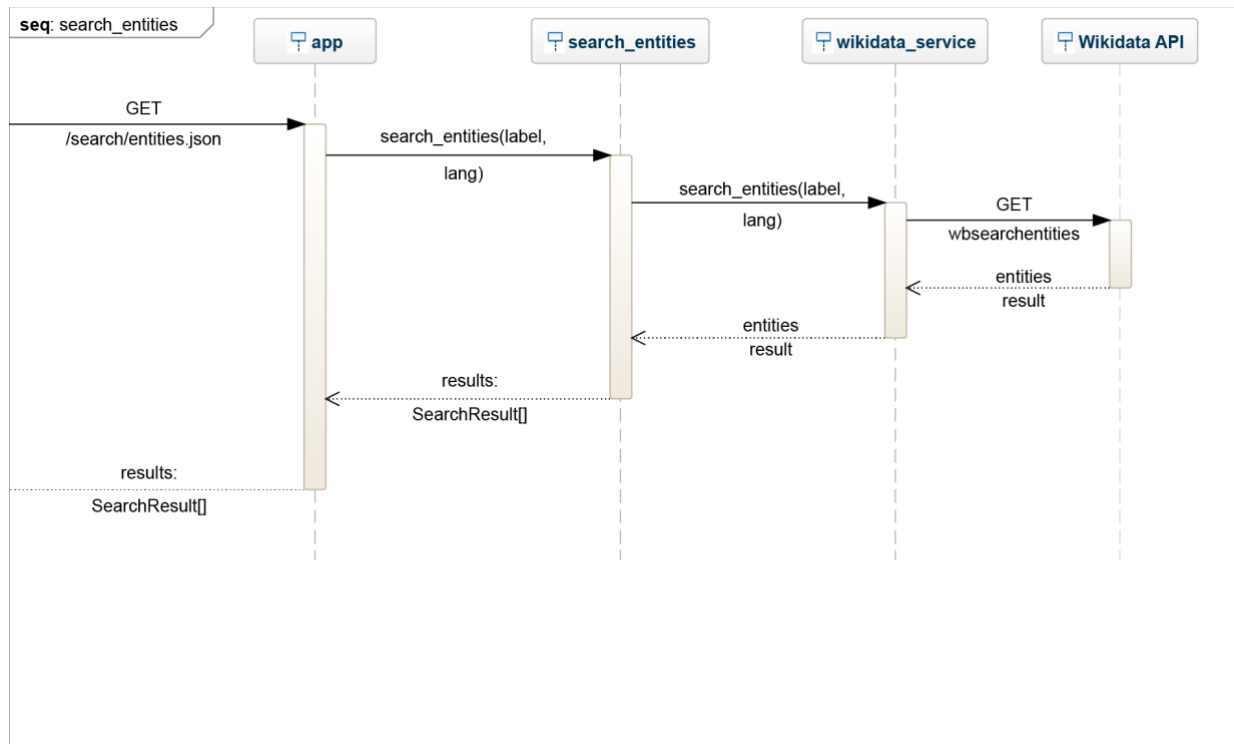 seq: search_entities
app
search_entities
wikidata_service
Wikidata API
GET
/search/entities.json
search_entities(label,
lang)
search_entities(label,
lang)
GET
wbsearchentities
entities
result
entities
result
results:
SearchResult[]
results:
SearchResult[]